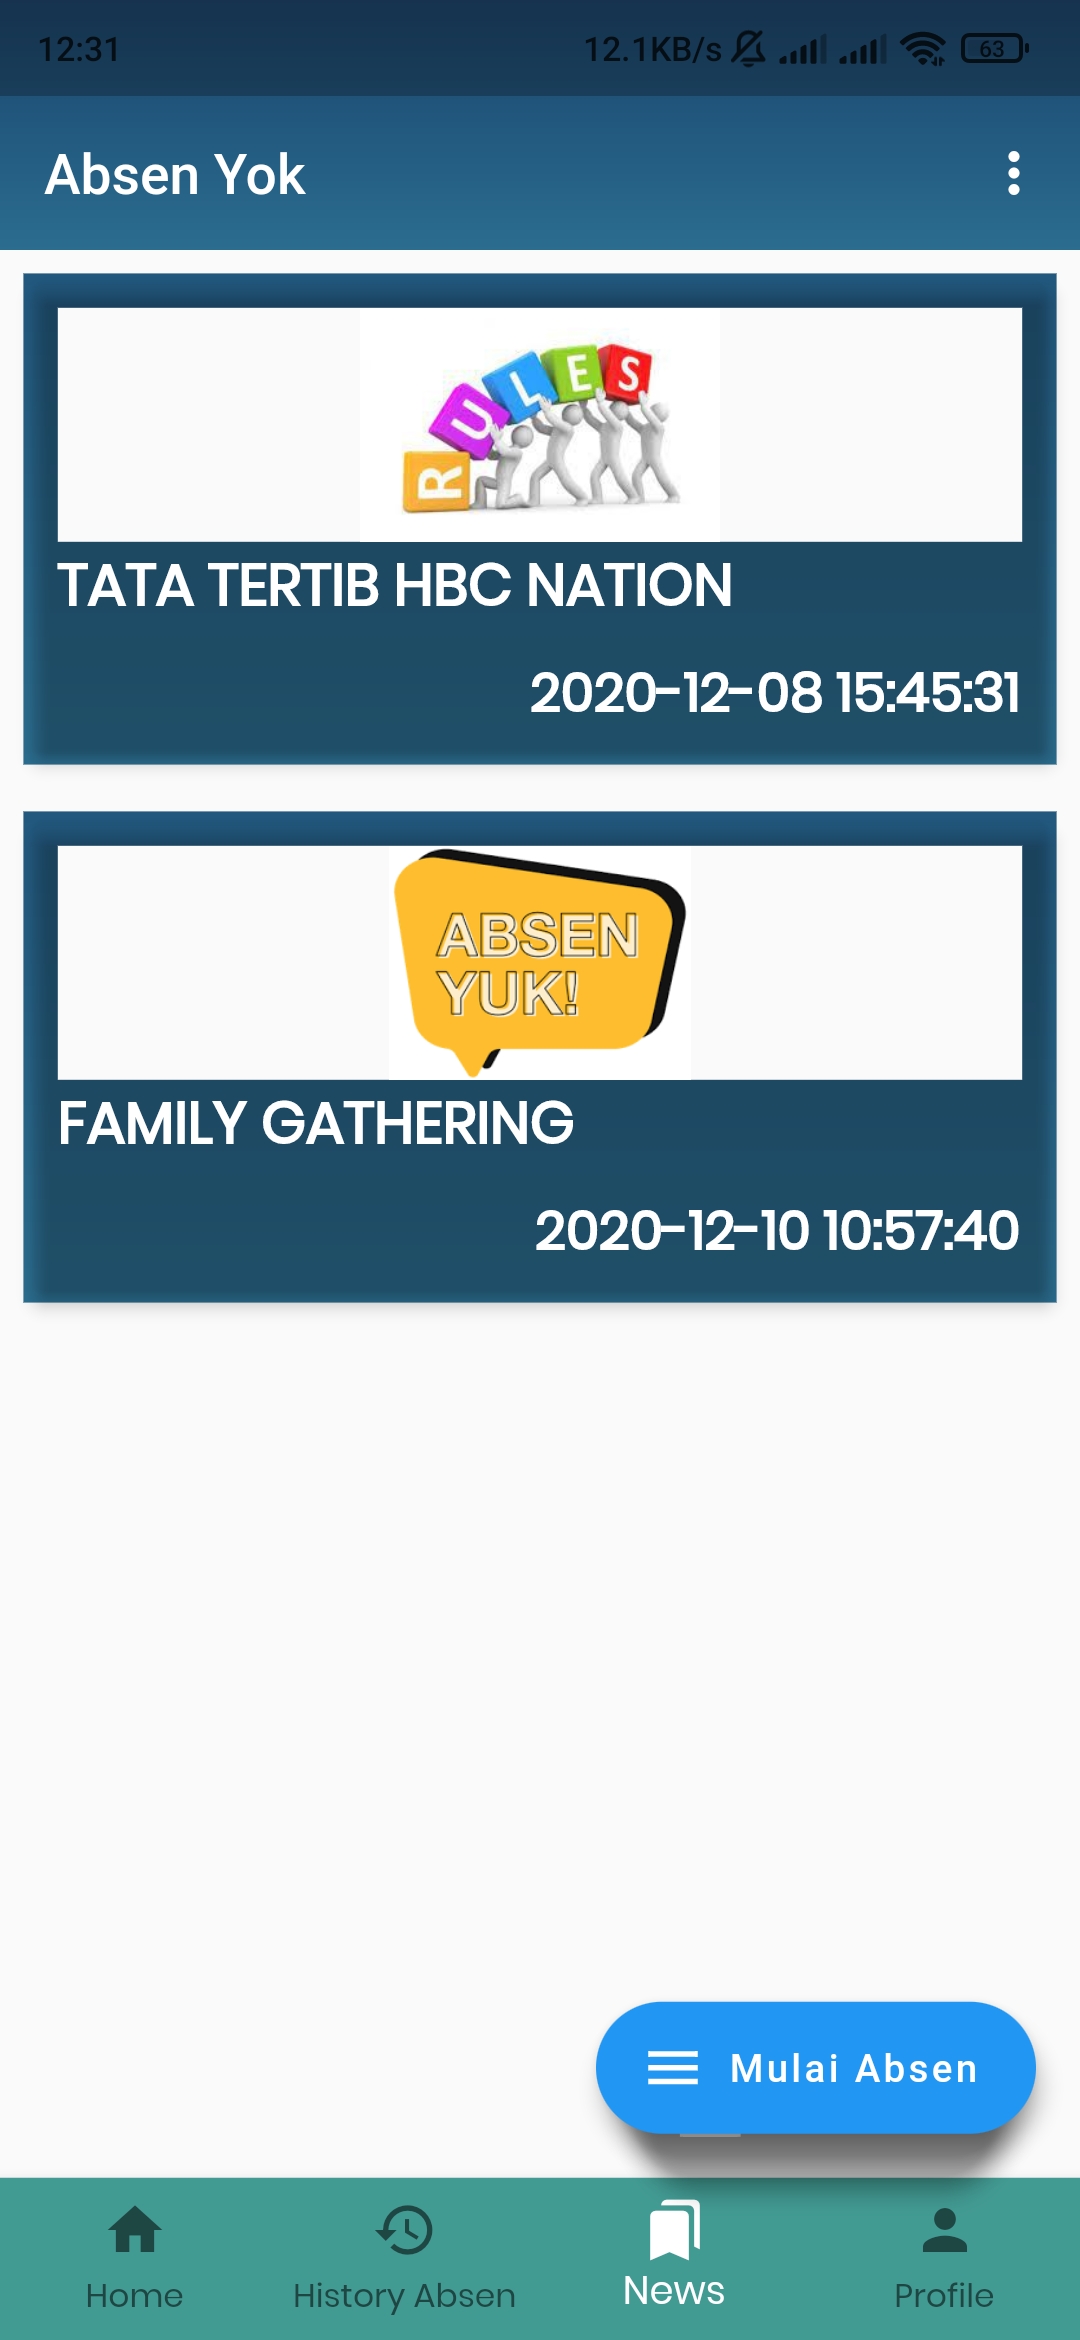 12:31 12.1KB/s 63
Absen Yok
RULES
TATA TERTIB HBC NATION
2020-12-08 15:45:31
ABSEN
YUK!
FAMILY GATHERING
2020-12-10 10:57:40
Mulai Absen
Home History Absen News Profile